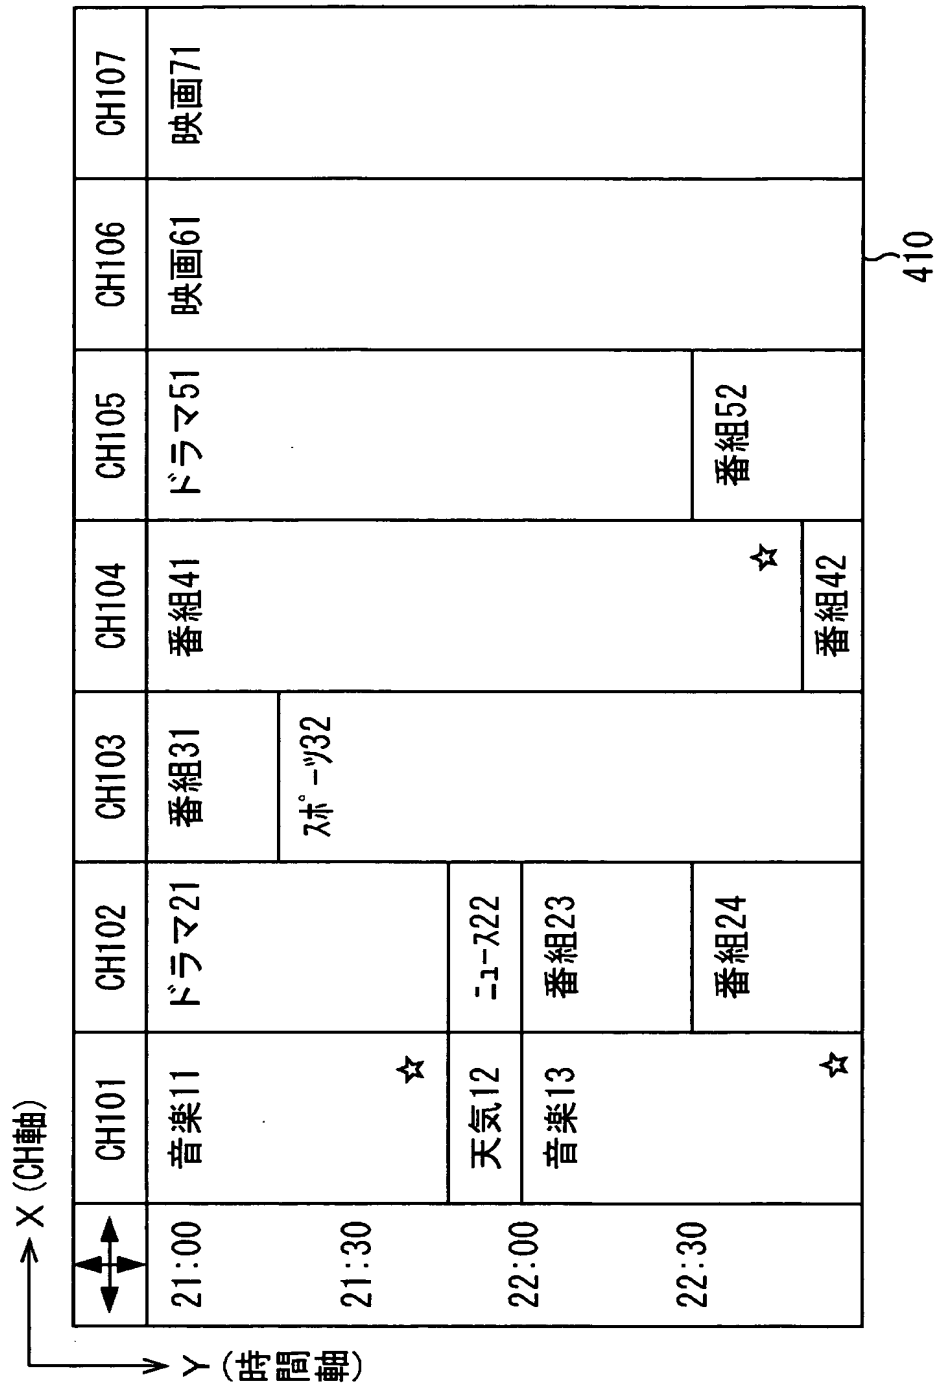 X (CH軸)
Y (時間軸)
CH101
CH102
CH103
CH104
CH105
CH106
CH107
21:00
21:30
22:00
22:30
音楽11
天気12
音楽13
ドラマ21
ニュース22
番組23
番組24
番組31
スポーツ32
番組41
番組42
ドラマ51
番組52
映画61
映画71
410